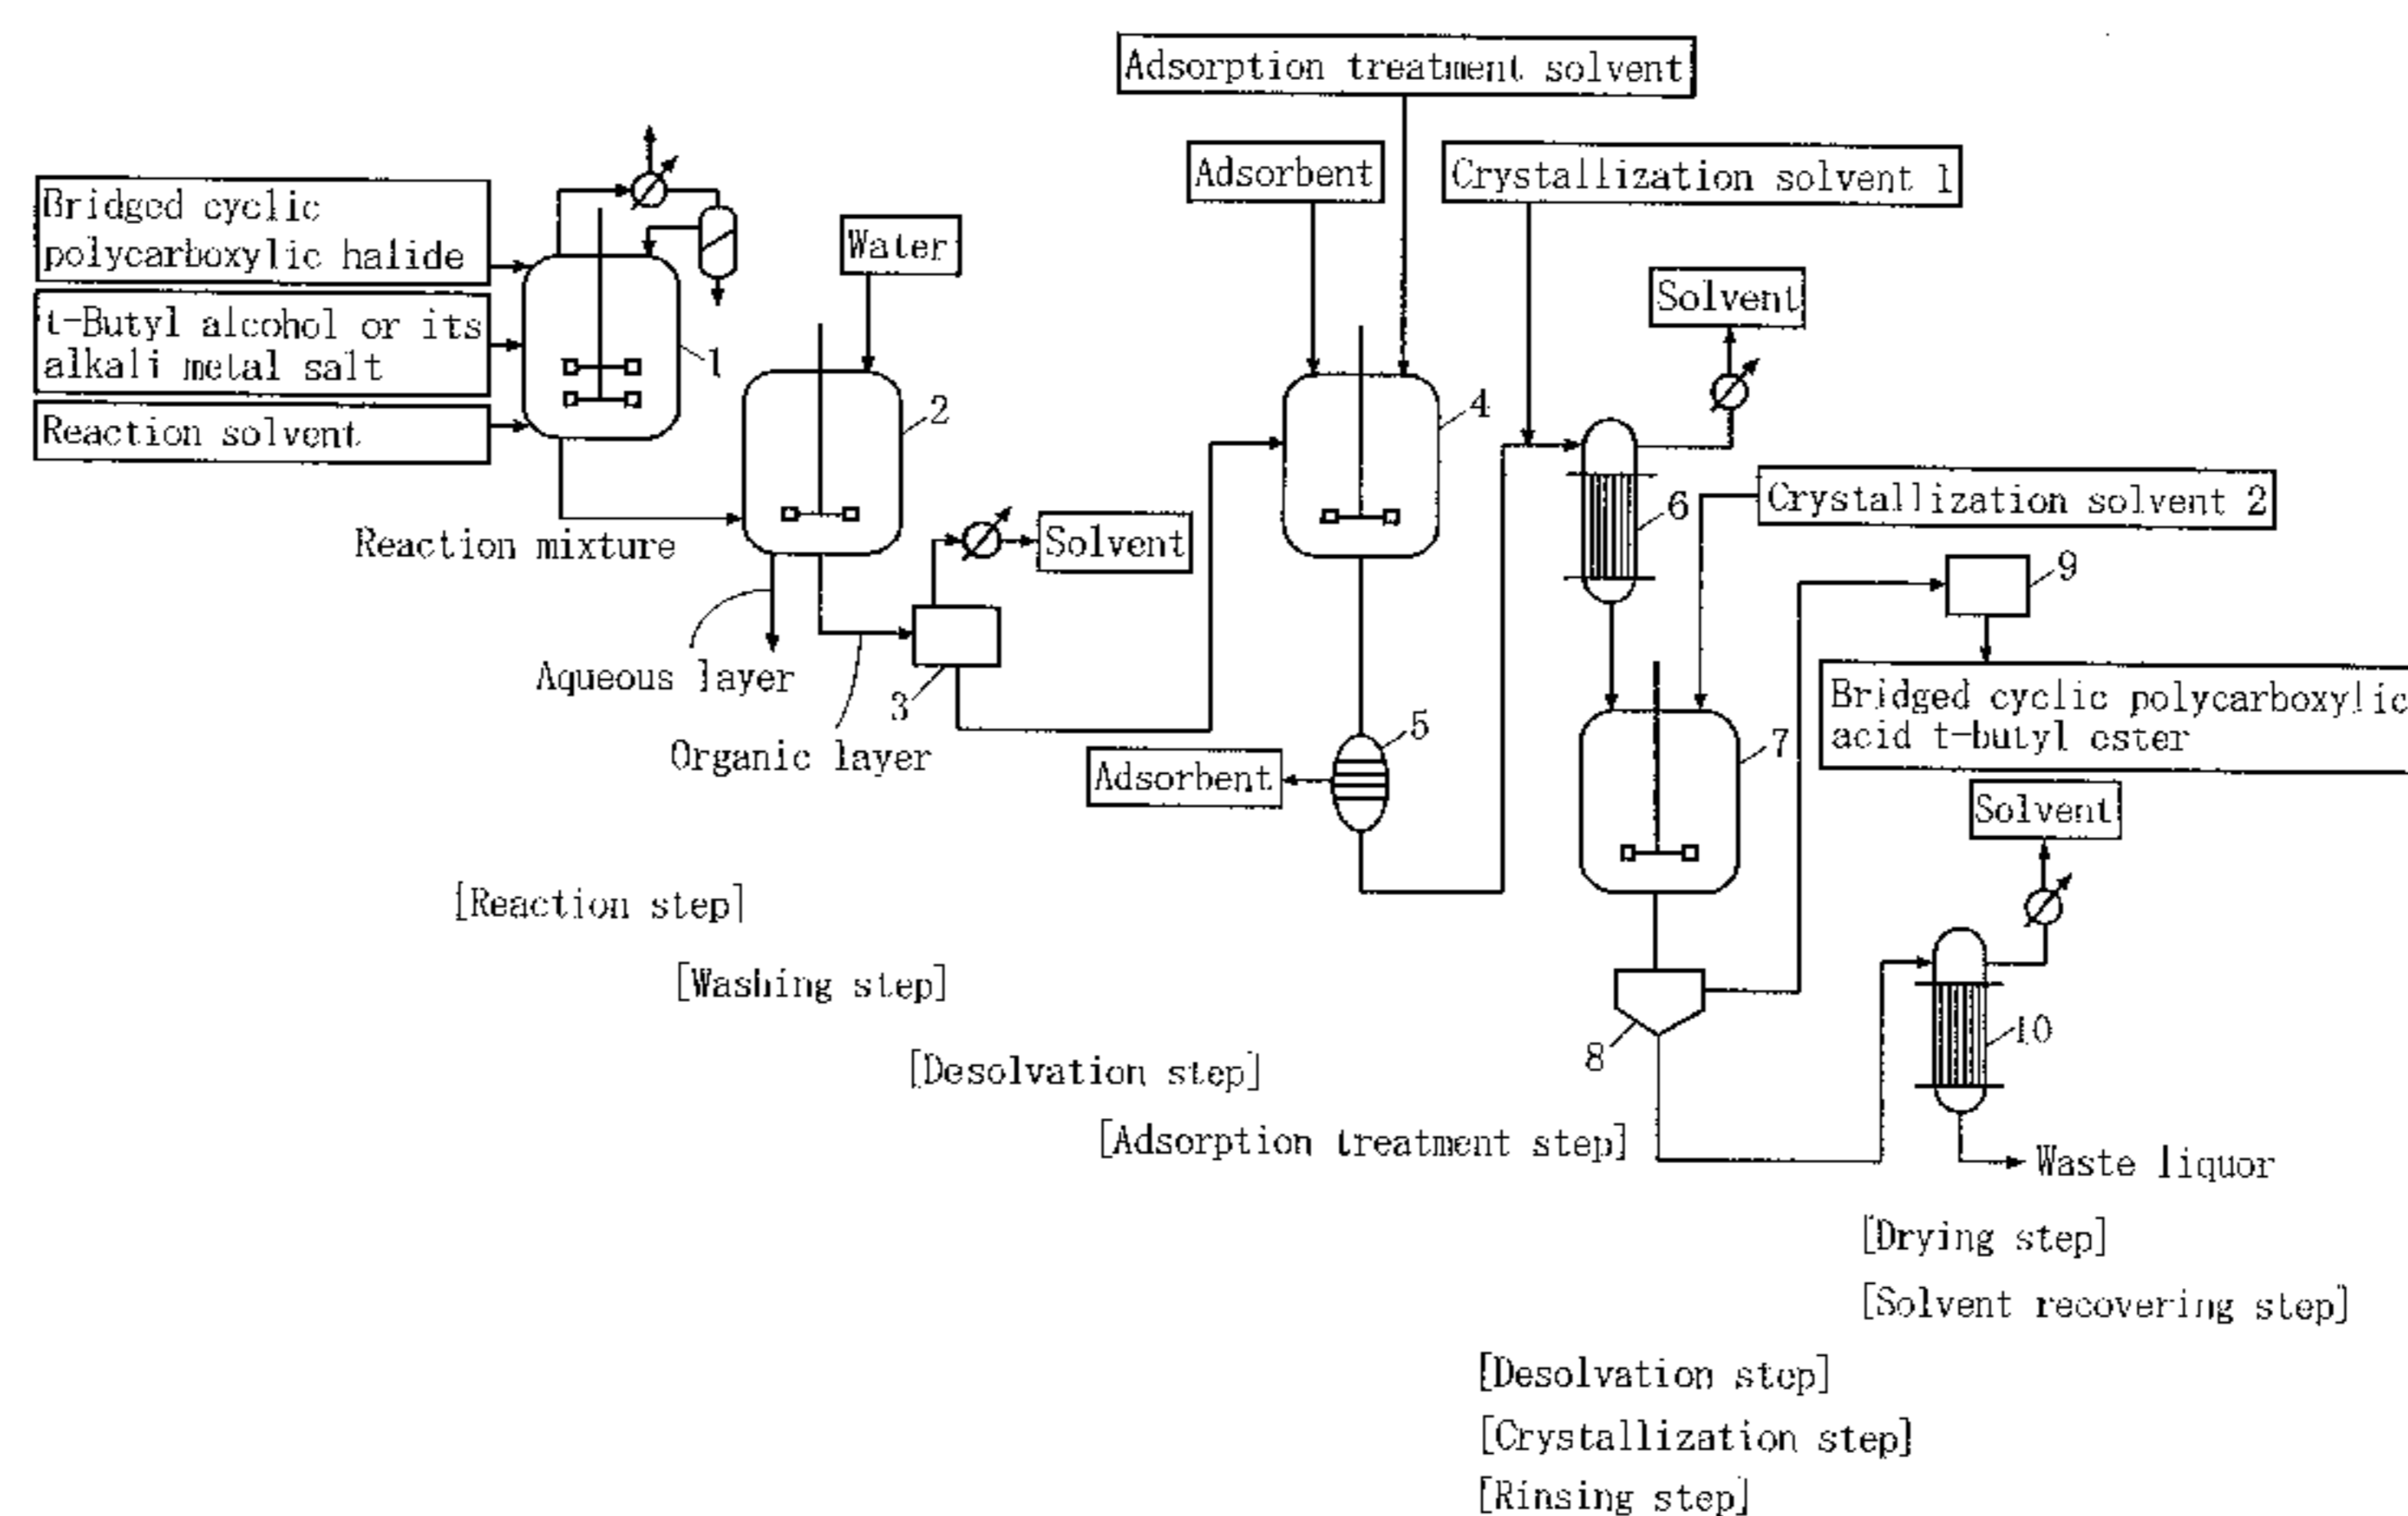 Adsorption treatment solvent
Adsorbent
Crystallization solvent 1
Bridged cyclic
polycarboxylic halide
Water
Solvent
t-Butyl alcohol or its
alkali metal salt
1
2
4
Reaction solvent
6
Crystallization solvent 2
Reaction mixture
Solvent
9
Aqueous layer
3
Bridged cyclic polycarboxylic
acid t-butyl ester
Organic layer
5
7
Adsorbent
Solvent
[Reaction step]
[Washing step]
8
10
[Desolvation step]
[Adsorption treatment step]
Waste liquor
[Drying step]
[Solvent recovering step]
[Desolvation step]
[Crystallization step]
[Rinsing step]